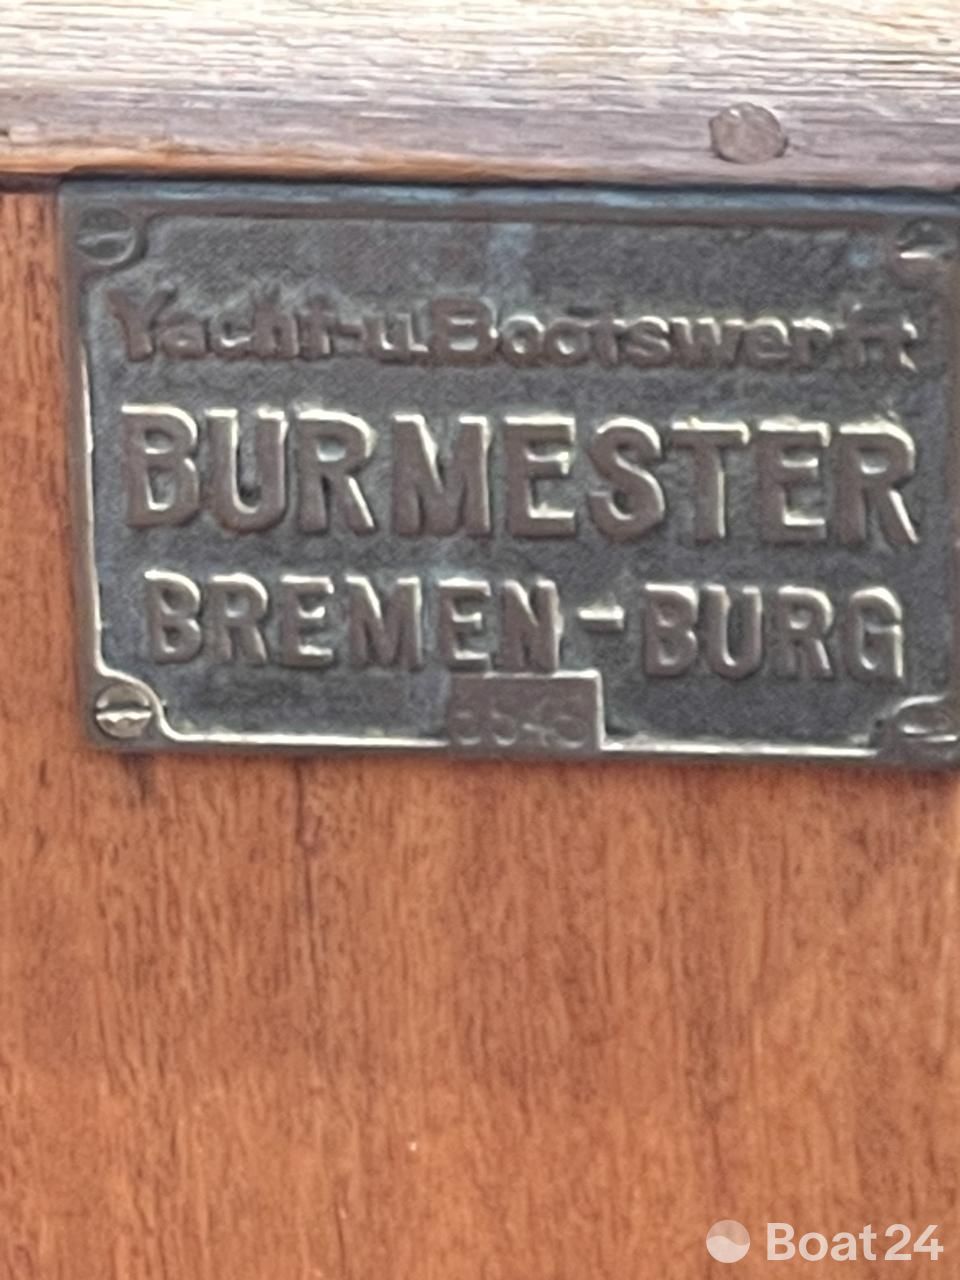 Yacht-u.Bootswerft
BURMESTER
BREMEN-BURG
Boat24